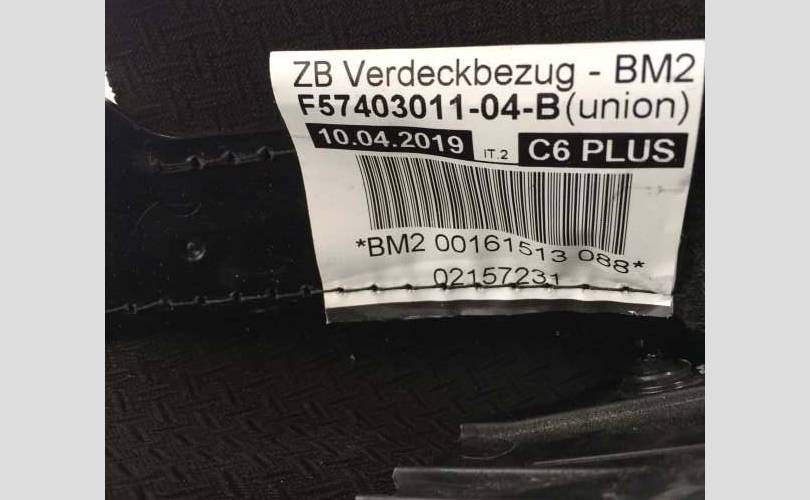 ZB Verdeckbezug - BM2
F57403011-04-B (union)
10.04.2019 IT.2 C6 PLUS
*BM2 00161513 088*
02157231